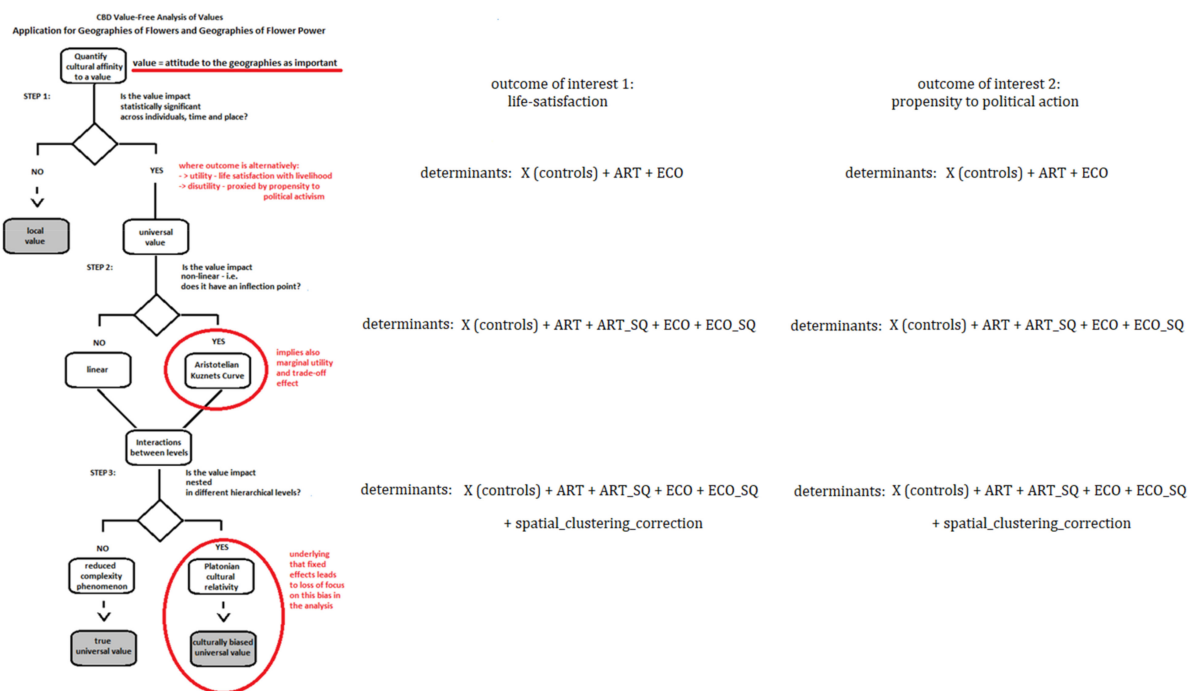 CBD Value-Free Analysis of Values
Application for Geographies of Flowers and Geographies of Flower Power
Quantify
cultural affinity
to a value
value = attitude to the geographies as important
STEP 1:
Is the value impact
statistically significant
across individuals, time and place?
NO
YES
where outcome is alternatively:
- > utility - life satisfaction with livelihood
-> disutility - proxied by propensity to
political activism
local
value
universal
value
STEP 2:
Is the value impact
non-linear - i.e.
does it have an inflection point?
NO
YES
linear
Aristotelian
Kuznets Curve
implies also
marginal utility
and trade-off
effect
Interactions
between levels
STEP 3:
Is the value impact
nested
in different hierarchical levels?
NO
YES
reduced
complexity
phenomenon
Platonian
cultural
relativity
underlying
that fixed
effects leads
to loss of focus
on this bias in
the analysis
true
universal value
culturally biased
universal value
outcome of interest 1:
life-satisfaction
determinants: X (controls) + ART + ECO
determinants: X (controls) + ART + ART_SQ + ECO + ECO_SQ
determinants: X (controls) + ART + ART_SQ + ECO + ECO_SQ
+ spatial_clustering_correction
outcome of interest 2:
propensity to political action
determinants: X (controls) + ART + ECO
determinants: X (controls) + ART + ART_SQ + ECO + ECO_SQ
determinants: X (controls) + ART + ART_SQ + ECO + ECO_SQ
+ spatial_clustering_correction